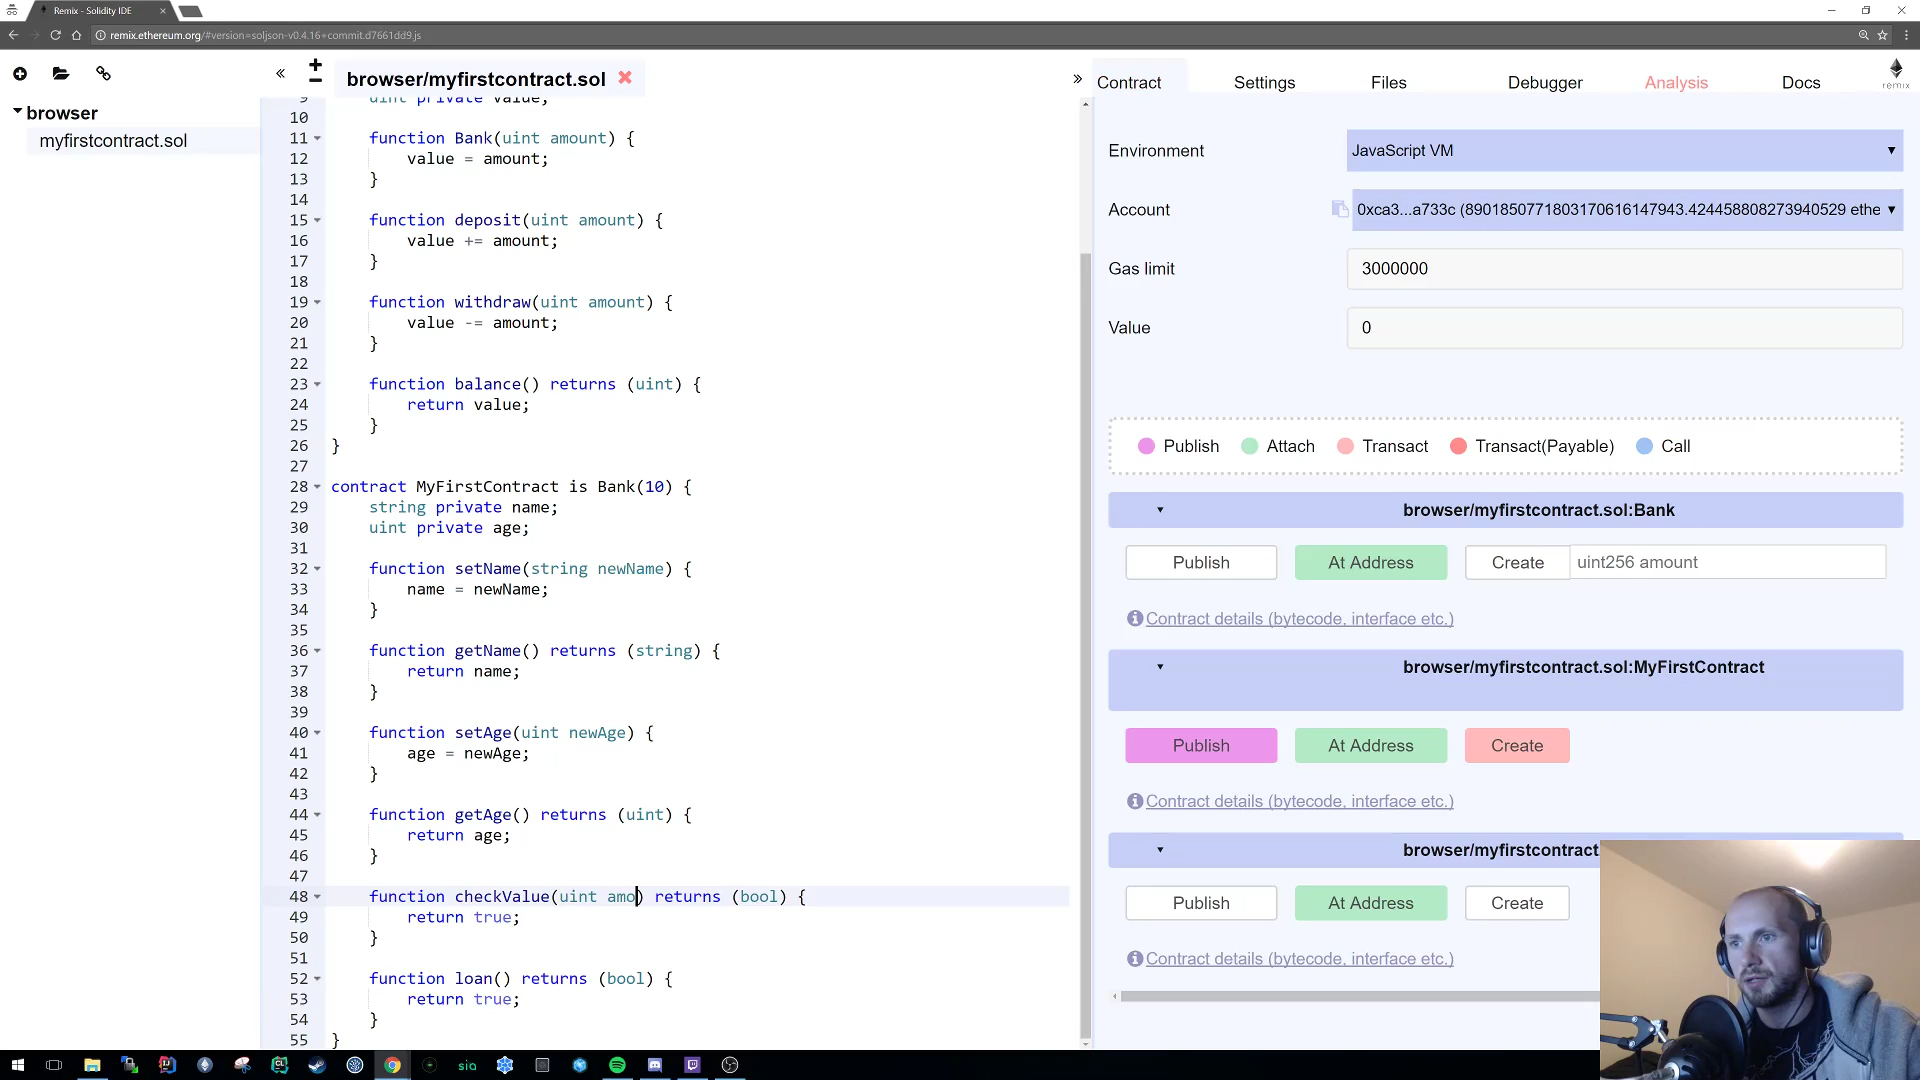 Remix - Solidity IDE
remix.ethereum.org/#version=soljson-v0.4.16+commit.d7661dd9.js
browser
myfirstcontract.sol
browser/myfirstcontract.sol
9 uint private value;
10
11 function Bank(uint amount) {
12 value = amount;
13 }
14
15 function deposit(uint amount) {
16 value += amount;
17 }
18
19 function withdraw(uint amount) {
20 value -= amount;
21 }
22
23 function balance() returns (uint) {
24 return value;
25 }
26 }
27
28 contract MyFirstContract is Bank(10) {
29 string private name;
30 uint private age;
31
32 function setName(string newName) {
33 name = newName;
34 }
35
36 function getName() returns (string) {
37 return name;
38 }
39
40 function setAge(uint newAge) {
41 age = newAge;
42 }
43
44 function getAge() returns (uint) {
45 return age;
46 }
47
48 function checkValue(uint amo) returns (bool) {
49 return true;
50 }
51
52 function loan() returns (bool) {
53 return true;
54 }
55 }
Contract Settings Files Debugger Analysis Docs
remix
Environment JavaScript VM
Account 0xca3...a733c (8901850771803170616147943.424458808273940529 ethe
Gas limit 3000000
Value 0
Publish Attach Transact Transact(Payable) Call
browser/myfirstcontract.sol:Bank
Publish At Address Create uint256 amount
Contract details (bytecode, interface etc.)
browser/myfirstcontract.sol:MyFirstContract
Publish At Address Create
Contract details (bytecode, interface etc.)
browser/myfirstcontract
Publish At Address Create
Contract details (bytecode, interface etc.)
sia